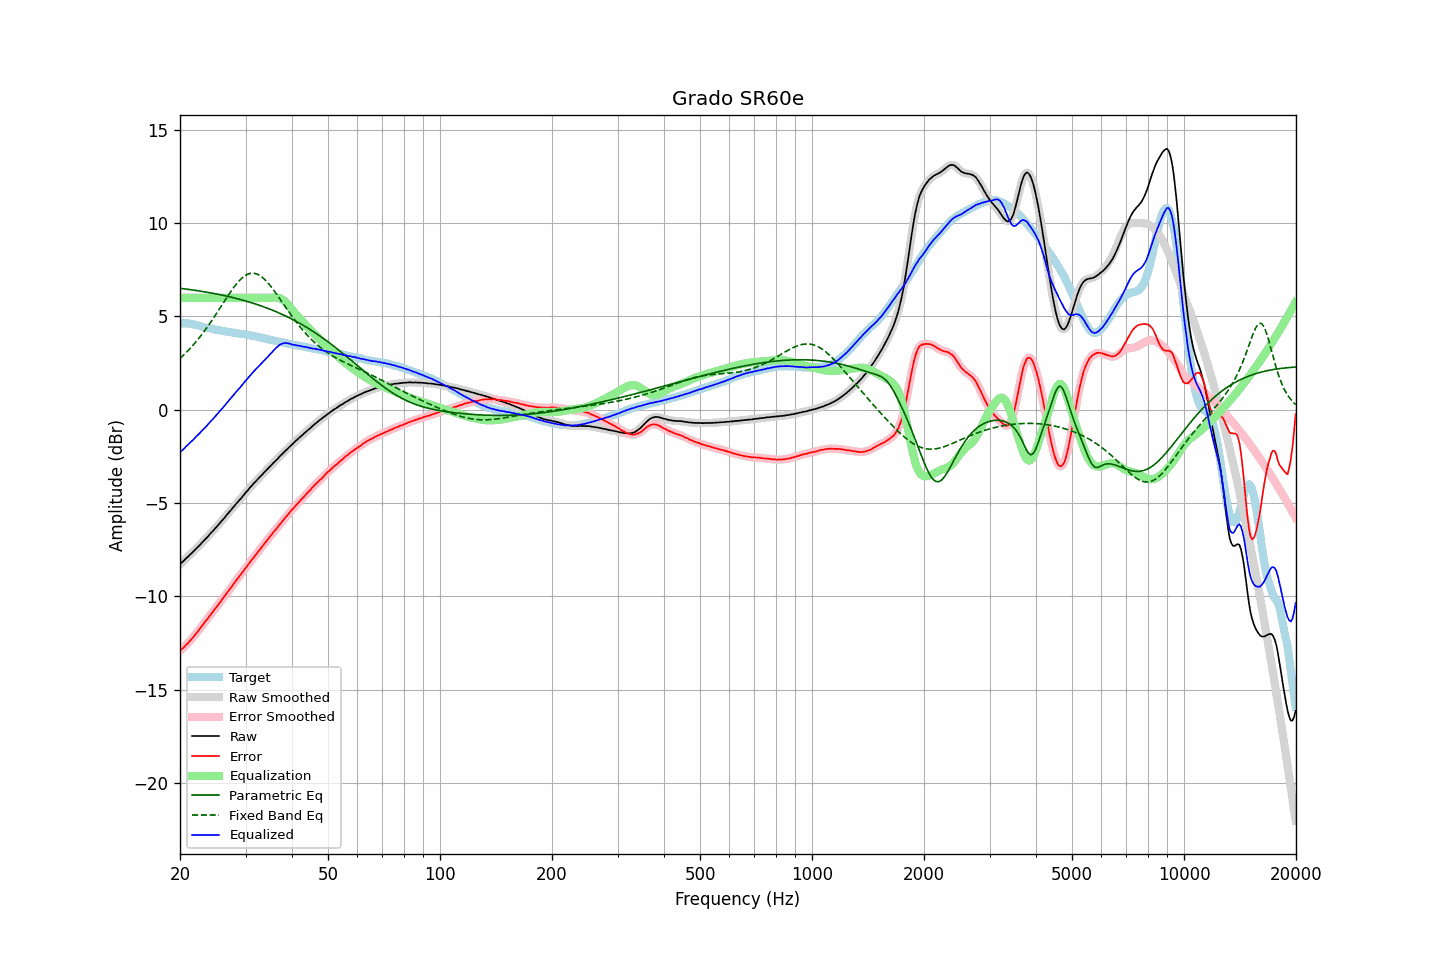 Grado SR60e
Amplitude (dBr)
15
10
5
0
−5
−10
−15
−20
Target
Raw Smoothed
Error Smoothed
Raw
Error
Equalization
Parametric Eq
Fixed Band Eq
Equalized
20 50 100 200 500 1000 2000 5000 10000 20000
Frequency (Hz)